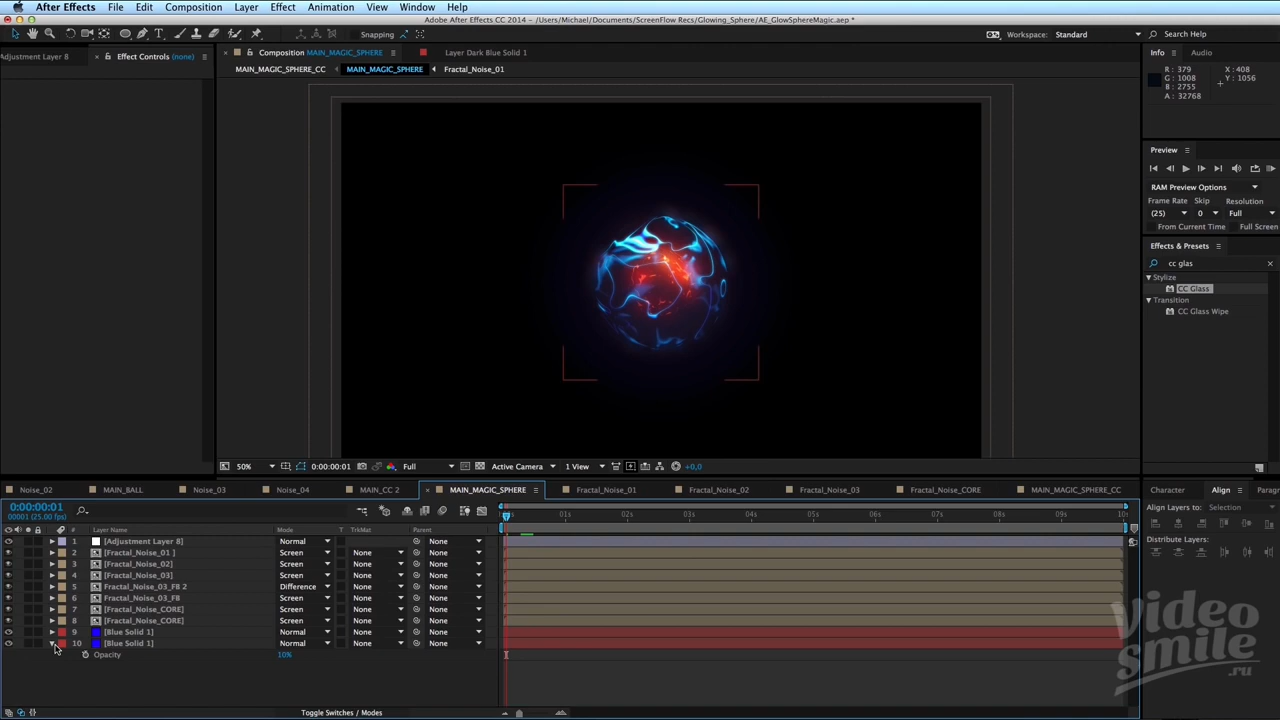 After Effects File Edit Composition Layer Effect Animation View Window Help
Adobe After Effects CC 2014 - /Users/Michael/Documents/ScreenFlow Recs/Glowing_Sphere/AE_GlowSphereMagic.aep *
Snapping Workspace: Standard Search Help
Adjustment Layer 8 Effect Controls (none) Composition MAIN_MAGIC_SPHERE Layer Dark Blue Solid 1 Info Audio
MAIN_MAGIC_SPHERE_CC MAIN_MAGIC_SPHERE Fractal_Noise_01
R : 379 X : 408
G : 1008 Y : 1056
B : 2755
A : 32768
Preview
RAM Preview Options
Frame Rate Skip Resolution
(25) 0 Full
From Current Time Full Screen
Effects & Presets
cc glas
Stylize
CC Glass
Transition
CC Glass Wipe
50% 0:00:00:01 Full Active Camera 1 View +0,0
Noise_02 MAIN_BALL Noise_03 Noise_04 MAIN_CC 2 MAIN_MAGIC_SPHERE Fractal_Noise_01 Fractal_Noise_02 Fractal_Noise_03 Fractal_Noise_CORE MAIN_MAGIC_SPHERE_CC Character Align Paragr
0:00:00:01
00001 (25.00 fps)
01s 02s 03s 04s 05s 06s 07s 08s 09s 10s
Align Layers to: Selection
Distribute Layers:
# Layer Name Mode T TrkMat Parent
1 [Adjustment Layer 8] Normal None
2 [Fractal_Noise_01 ] Screen None None
3 [Fractal_Noise_02] Screen None None
4 [Fractal_Noise_03] Screen None None
5 Fractal_Noise_03_FB 2 Difference None None
6 Fractal_Noise_03_FB Screen None None
7 [Fractal_Noise_CORE] Screen None None
8 [Fractal_Noise_CORE] Screen None None
9 [Blue Solid 1] Normal None None
10 [Blue Solid 1] Normal None None
Opacity 10%
Toggle Switches / Modes
Video
smile
.ru